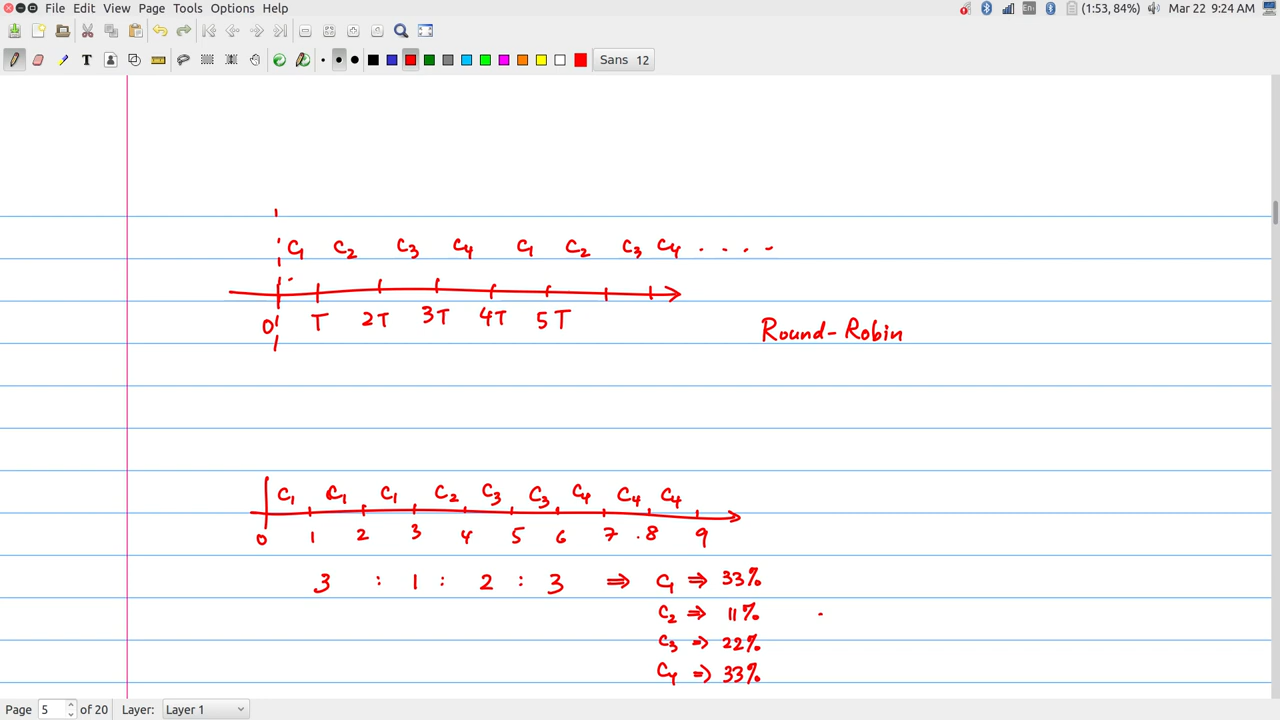 File Edit View Page Tools Options Help (1:53, 84%) Mar 22 9:24 AM
Sans 12
C1 C2 C3 C4 C1 C2 C3 C4 . . . .
0 T 2T 3T 4T 5T
Round-Robin
C1 C1 C1 C2 C3 C3 C4 C4 C4
0 1 2 3 4 5 6 7 8 9
3 : 1 : 2 : 3 ⇒ C1 ⇒ 33%
C2 ⇒ 11%
C3 ⇒ 22%
C4 ⇒ 33%
Page 5 of 20 Layer: Layer 1